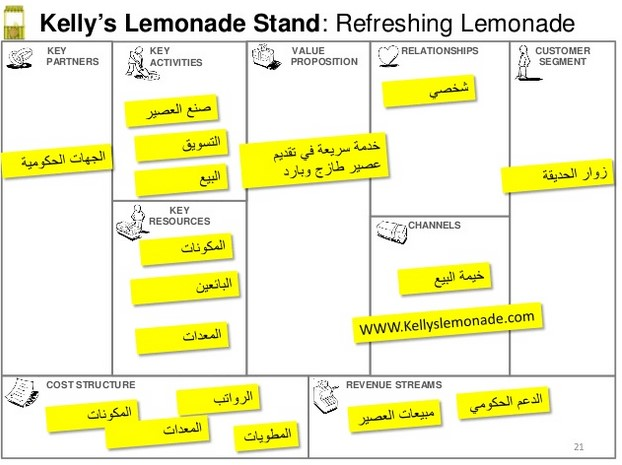 Kelly's Lemonade Stand: Refreshing Lemonade
KEY
PARTNERS
الجهات الحكومية
KEY
ACTIVITIES
صنع العصير
التسويق
البيع
KEY
RESOURCES
المكونات
البائعين
المعدات
VALUE
PROPOSITION
خدمة سريعة في تقديم
عصير طازج وبارد
RELATIONSHIPS
شخصي
CHANNELS
خيمة البيع
WWW.Kellyslemonade.com
CUSTOMER
SEGMENT
زوار الحديقة
COST STRUCTURE
المكونات
الرواتب
المعدات
المطويات
REVENUE STREAMS
مبيعات العصير
الدعم الحكومي
21